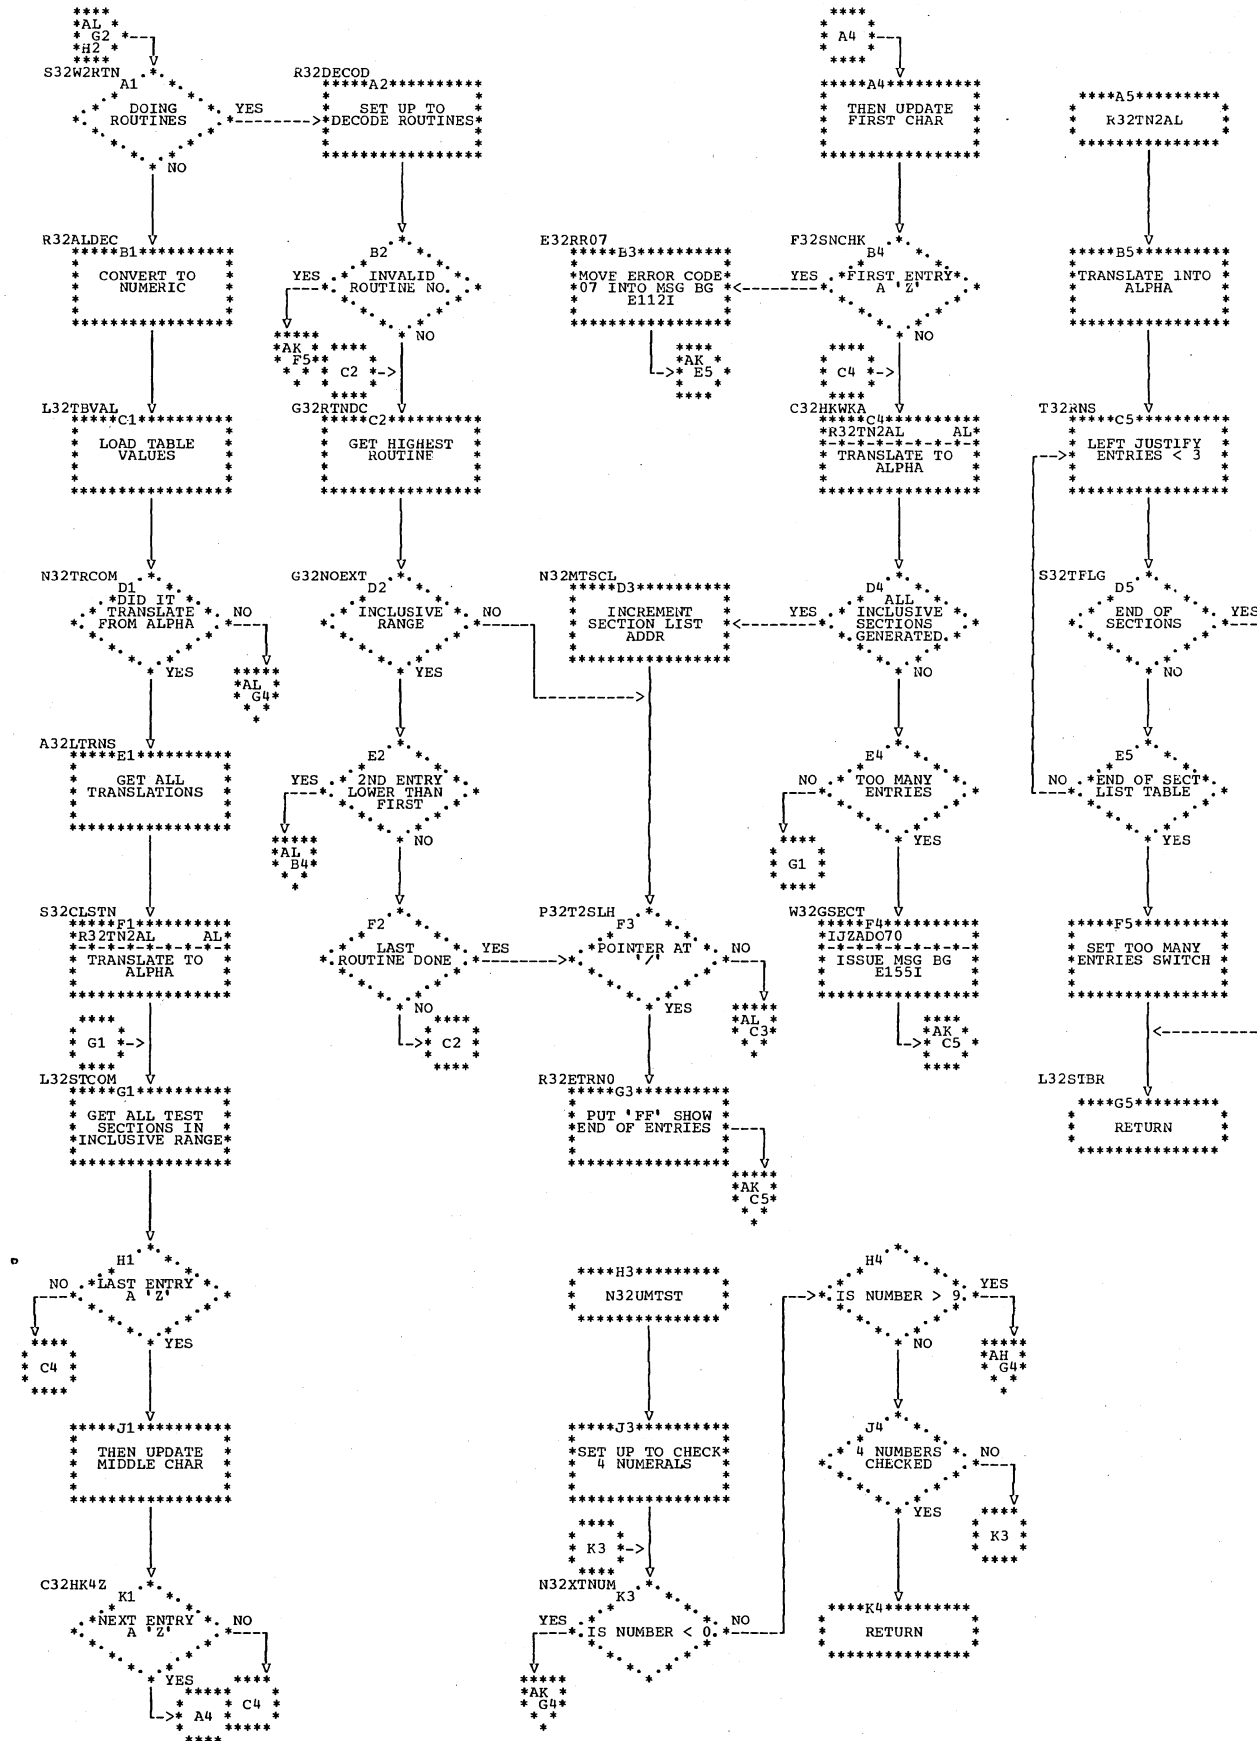 AL
G2
H2
S32W2RTN
A1
DOING
ROUTINES
YES
NO
R32DECOD
A2
SET UP TO
DECODE ROUTINES
A4
A4
THEN UPDATE
FIRST CHAR
A5
R32TN2AL
R32ALDEC
B1
CONVERT TO
NUMERIC
B2
INVALID
ROUTINE NO.
YES
NO
AK
F5
C2
E32RR07
B3
MOVE ERROR CODE
07 INTO MSG BG
E112I
AK
E5
F32SNCHK
B4
FIRST ENTRY
A 'Z'
YES
NO
C4
B5
TRANSLATE INTO
ALPHA
L32TBVAL
C1
LOAD TABLE
VALUES
G32RTNDC
C2
GET HIGHEST
ROUTINE
C32HKWKA
C4
R32TN2AL AL
TRANSLATE TO
ALPHA
T32RNS
C5
LEFT JUSTIFY
ENTRIES < 3
N32TRCOM
D1
DID IT
TRANSLATE
FROM ALPHA
NO
YES
AL
G4
G32NOEXT
D2
INCLUSIVE
RANGE
NO
YES
N32MTSCL
D3
INCREMENT
SECTION LIST
ADDR
D4
ALL
INCLUSIVE
SECTIONS
GENERATED
YES
NO
S32TFLG
D5
END OF
SECTIONS
YES
NO
A32LTRNS
E1
GET ALL
TRANSLATIONS
E2
2ND ENTRY
LOWER THAN
FIRST
YES
NO
AL
B4
E4
TOO MANY
ENTRIES
NO
YES
G1
E5
END OF SECT
LIST TABLE
NO
YES
S32CLSTN
F1
R32TN2AL AL
TRANSLATE TO
ALPHA
G1
F2
LAST
ROUTINE DONE
YES
NO
C2
P32T2SLH
F3
POINTER AT
'/'
NO
YES
AL
C3
W32GSECT
F4
IJZADO70
ISSUE MSG BG
E155I
AK
C5
F5
SET TOO MANY
ENTRIES SWITCH
L32STCOM
G1
GET ALL TEST
SECTIONS IN
INCLUSIVE RANGE
R32ETRN0
G3
PUT 'FF' SHOW
END OF ENTRIES
AK
C5
L32STBR
G5
RETURN
H1
LAST ENTRY
A 'Z'
NO
YES
C4
H3
N32UMTST
H4
IS NUMBER > 9
YES
NO
AH
G4
J1
THEN UPDATE
MIDDLE CHAR
J3
SET UP TO CHECK
4 NUMERALS
K3
J4
4 NUMBERS
CHECKED
NO
YES
K3
C32HK4Z
K1
NEXT ENTRY
A 'Z'
NO
YES
A4
C4
N32XTNUM
K3
IS NUMBER < 0
YES
NO
AK
G4
K4
RETURN